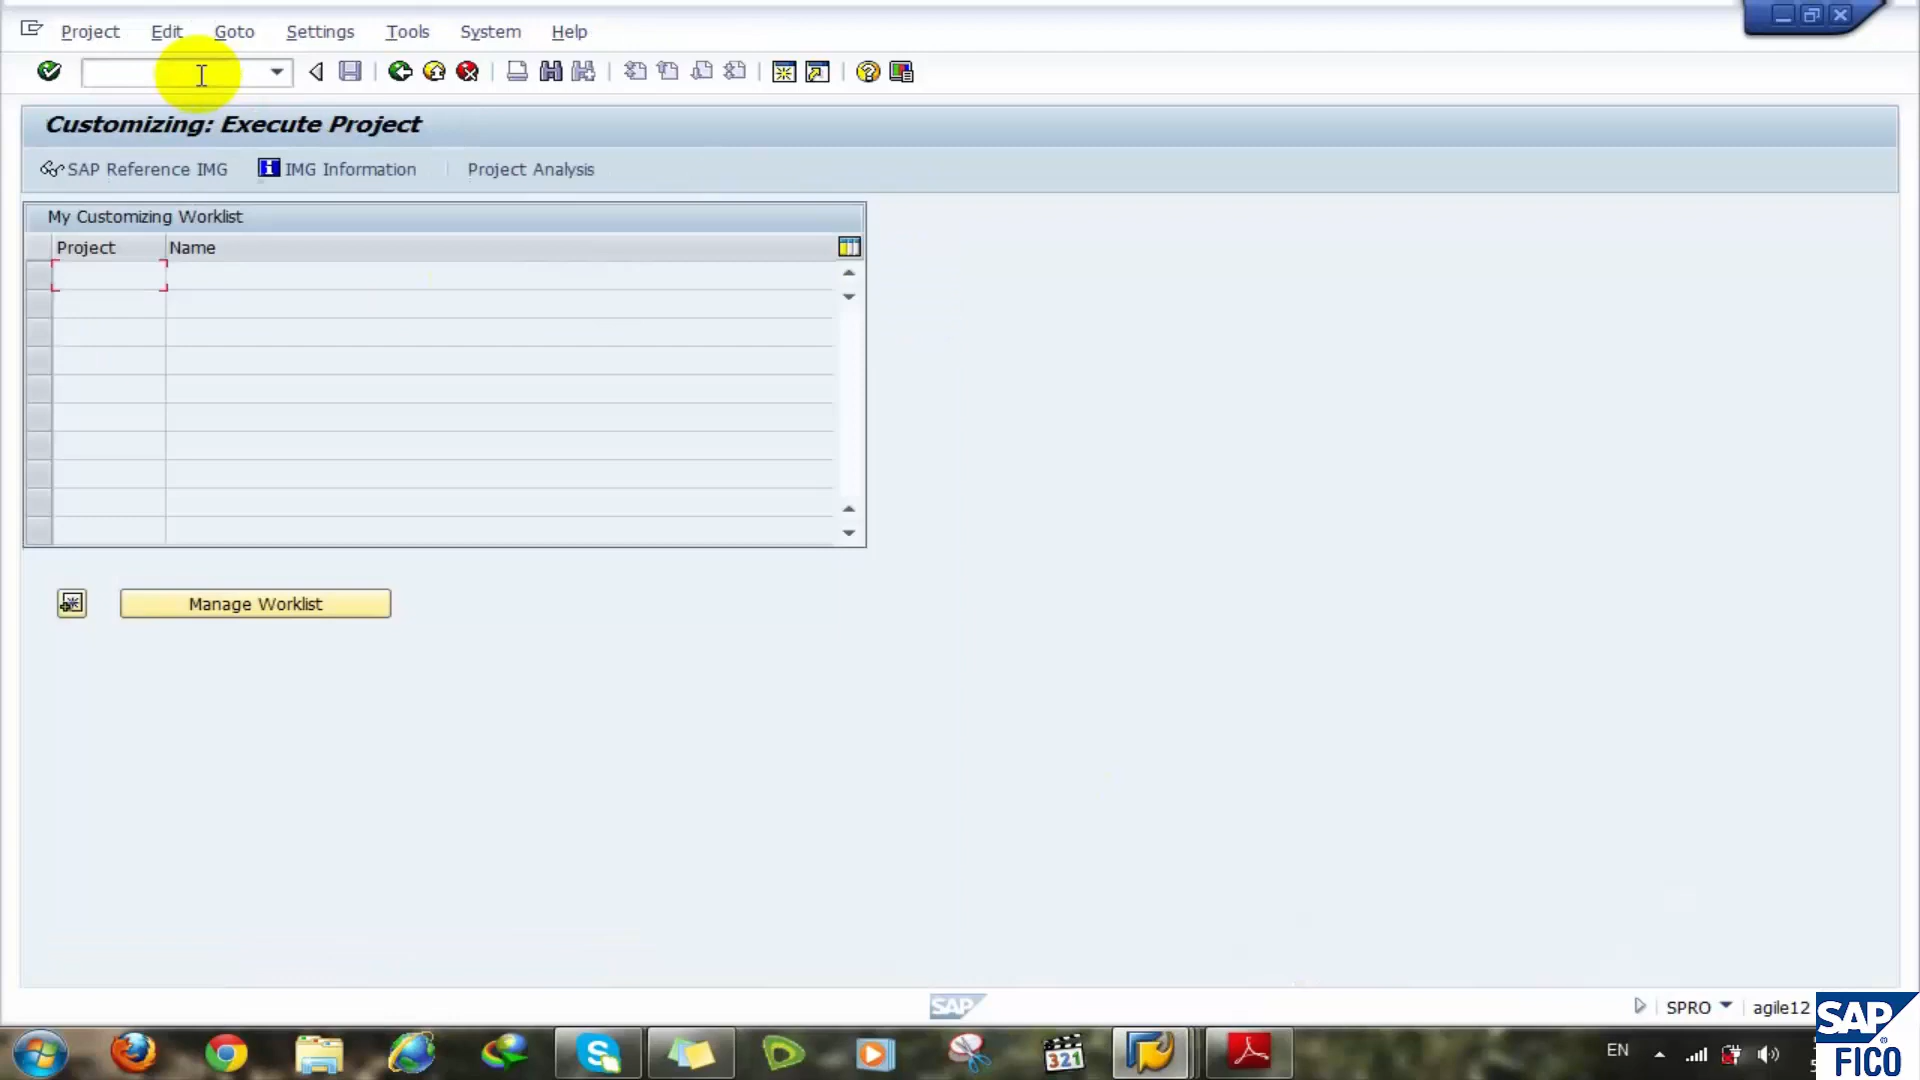 Project Edit Goto Settings Tools System Help
Customizing: Execute Project
SAP Reference IMG IMG Information Project Analysis
My Customizing Worklist
Project Name
Manage Worklist
SAP
SPRO agile12
SAP
FICO
321
EN